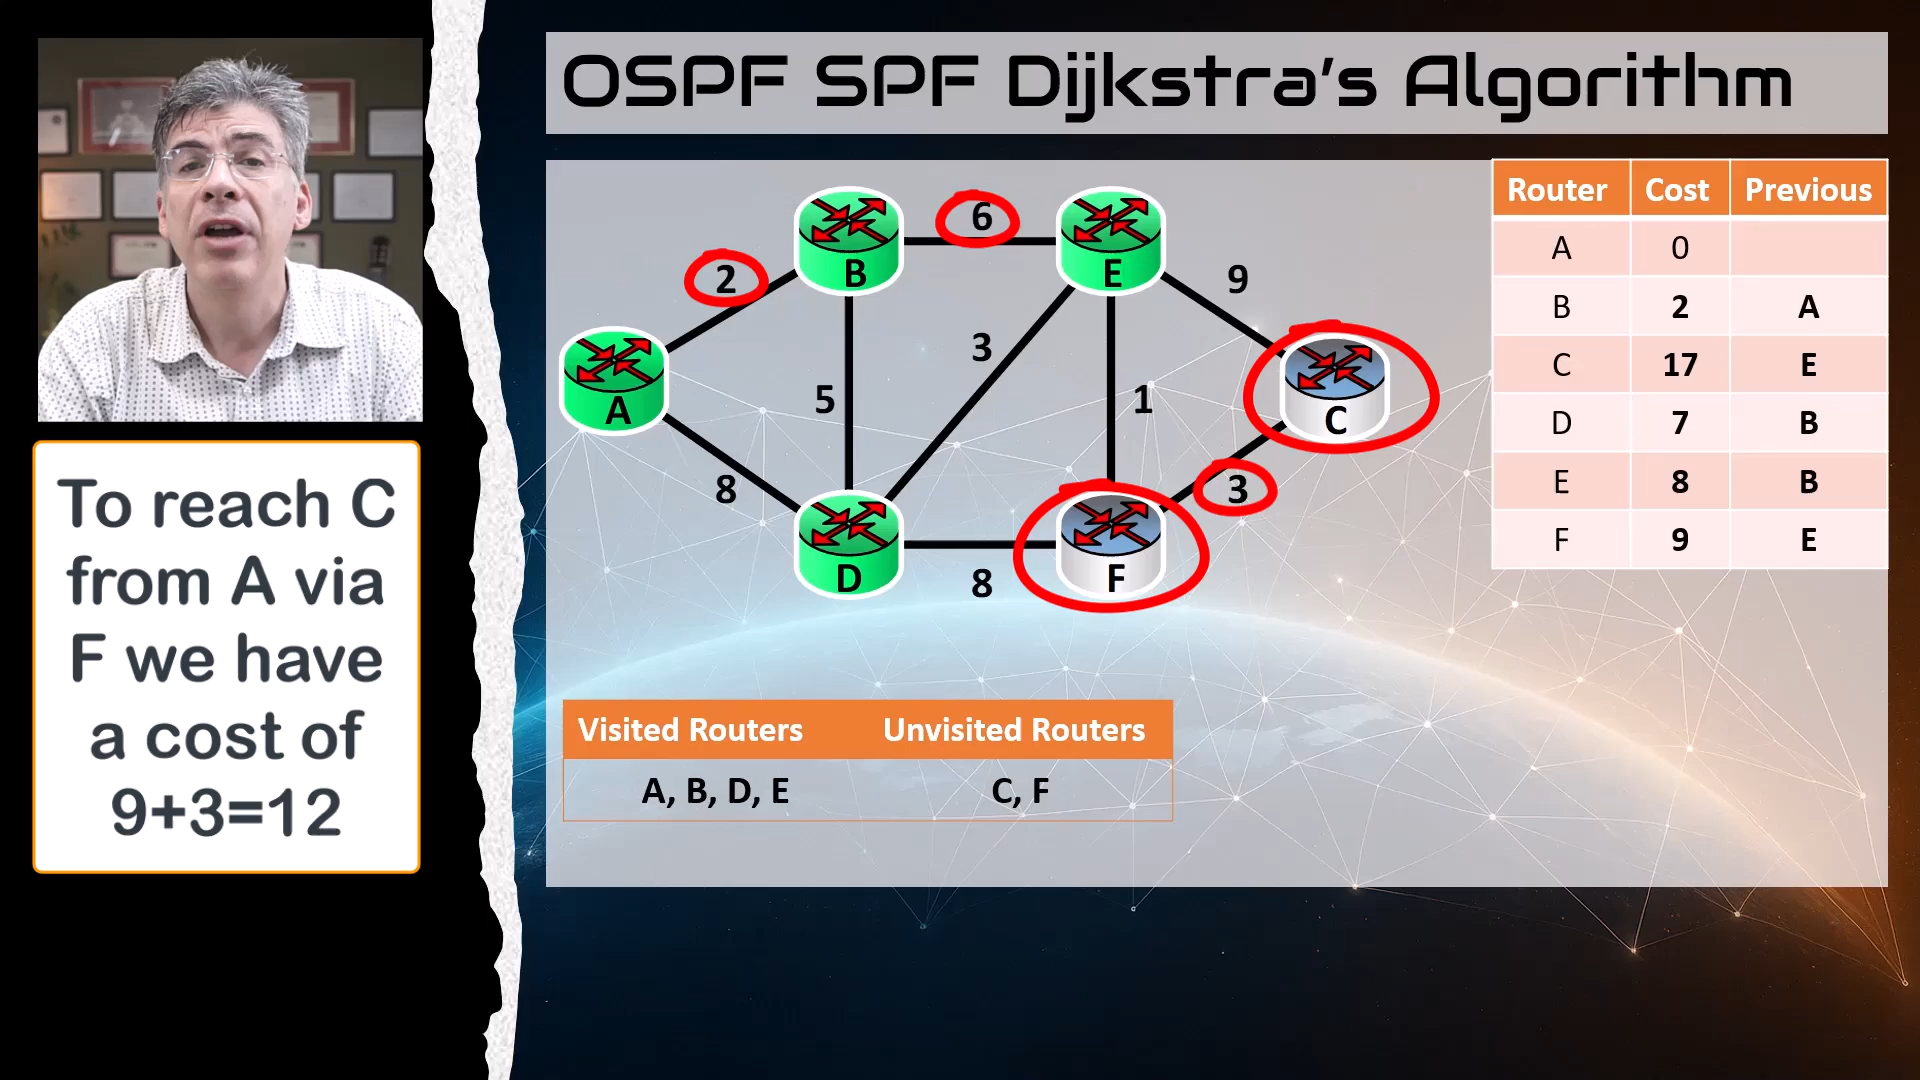 OSPF SPF Dijkstra's Algorithm
To reach C
from A via
F we have
a cost of
9+3=12
2
6
9
3
5
1
8
3
8
A
B
E
C
D
F
Router Cost Previous
A 0
B 2 A
C 17 E
D 7 B
E 8 B
F 9 E
Visited Routers Unvisited Routers
A, B, D, E C, F